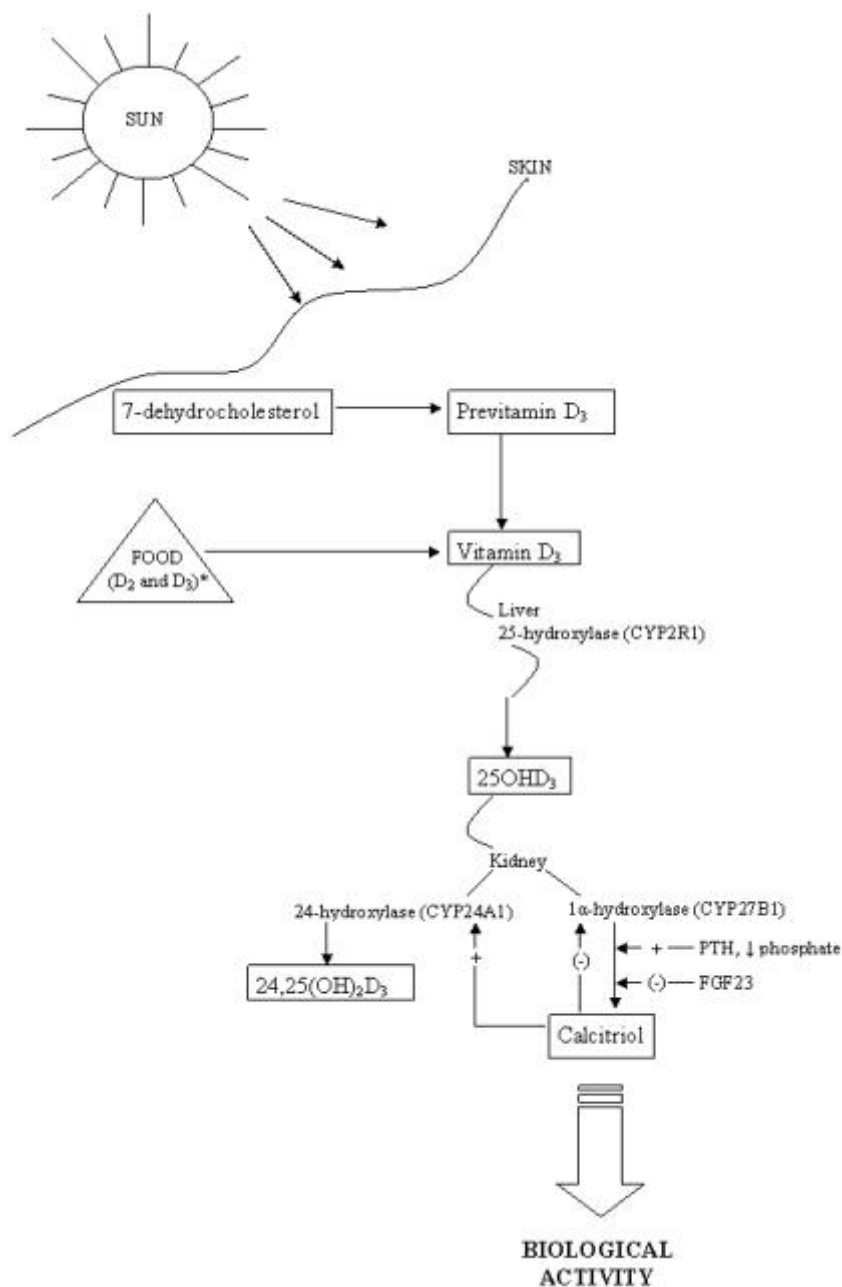 SUN
SKIN
7-dehydrocholesterol
Previtamin D₃
FOOD
(D₂ and D₃)*
Vitamin D₃
Liver
25-hydroxylase (CYP2R1)
25OHD₃
Kidney
24-hydroxylase (CYP24A1)
1α-hydroxylase (CYP27B1)
+
(-)
+
PTH, ↓ phosphate
(-)
FGF23
24,25(OH)₂D₃
Calcitriol
BIOLOGICAL
ACTIVITY